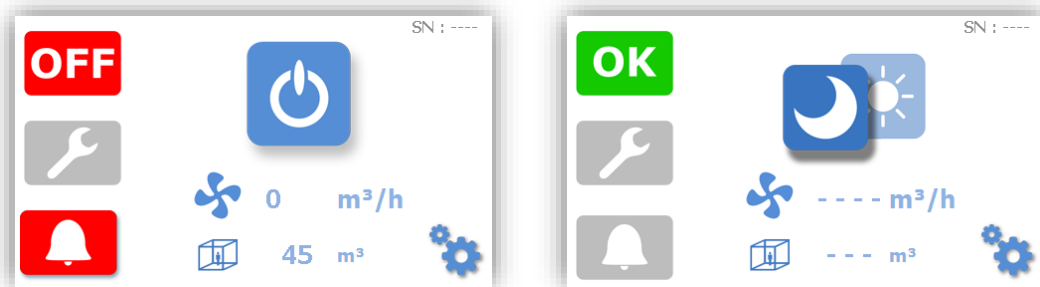 SN : ----
OFF
0 m³/h
45 m³
SN : ----
OK
- - - - m³/h
- - - m³